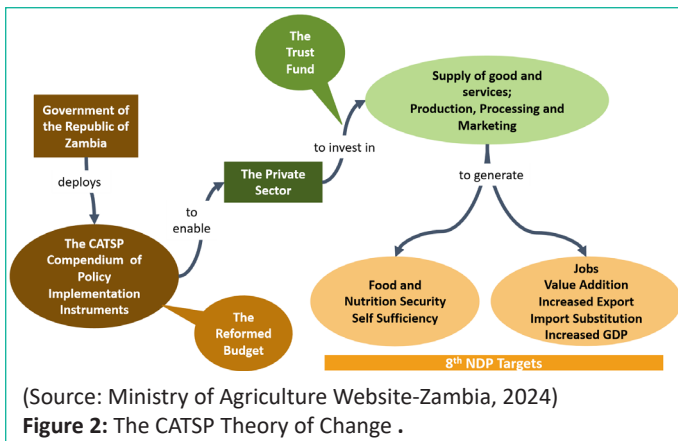 The
Trust
Fund
Government of
the Republic of
Zambia
Supply of good and
services;
Production, Processing and
Marketing
deploys
The Private
Sector
to invest in
to
enable
to generate
The CATSP
Compendium of
Policy
Implementation
Instruments
The
Reformed
Budget
Food and
Nutrition Security
Self Sufficiency
Jobs
Value Addition
Increased Export
Import Substitution
Increased GDP
8th NDP Targets
(Source: Ministry of Agriculture Website-Zambia, 2024)
Figure 2: The CATSP Theory of Change .